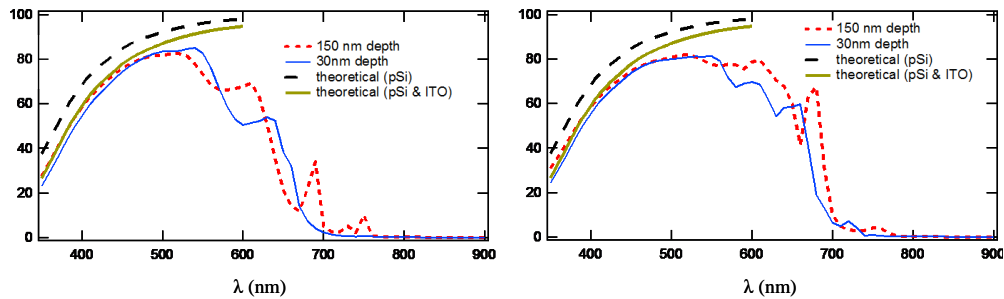 100
80
60
40
20
0
150 nm depth
30nm depth
theoretical (pSi)
theoretical (pSi & ITO)
400 500 600 700 800 900
λ (nm)
100
80
60
40
20
0
150 nm depth
30nm depth
theoretical (pSi)
theoretical (pSi & ITO)
400 500 600 700 800 900
λ (nm)